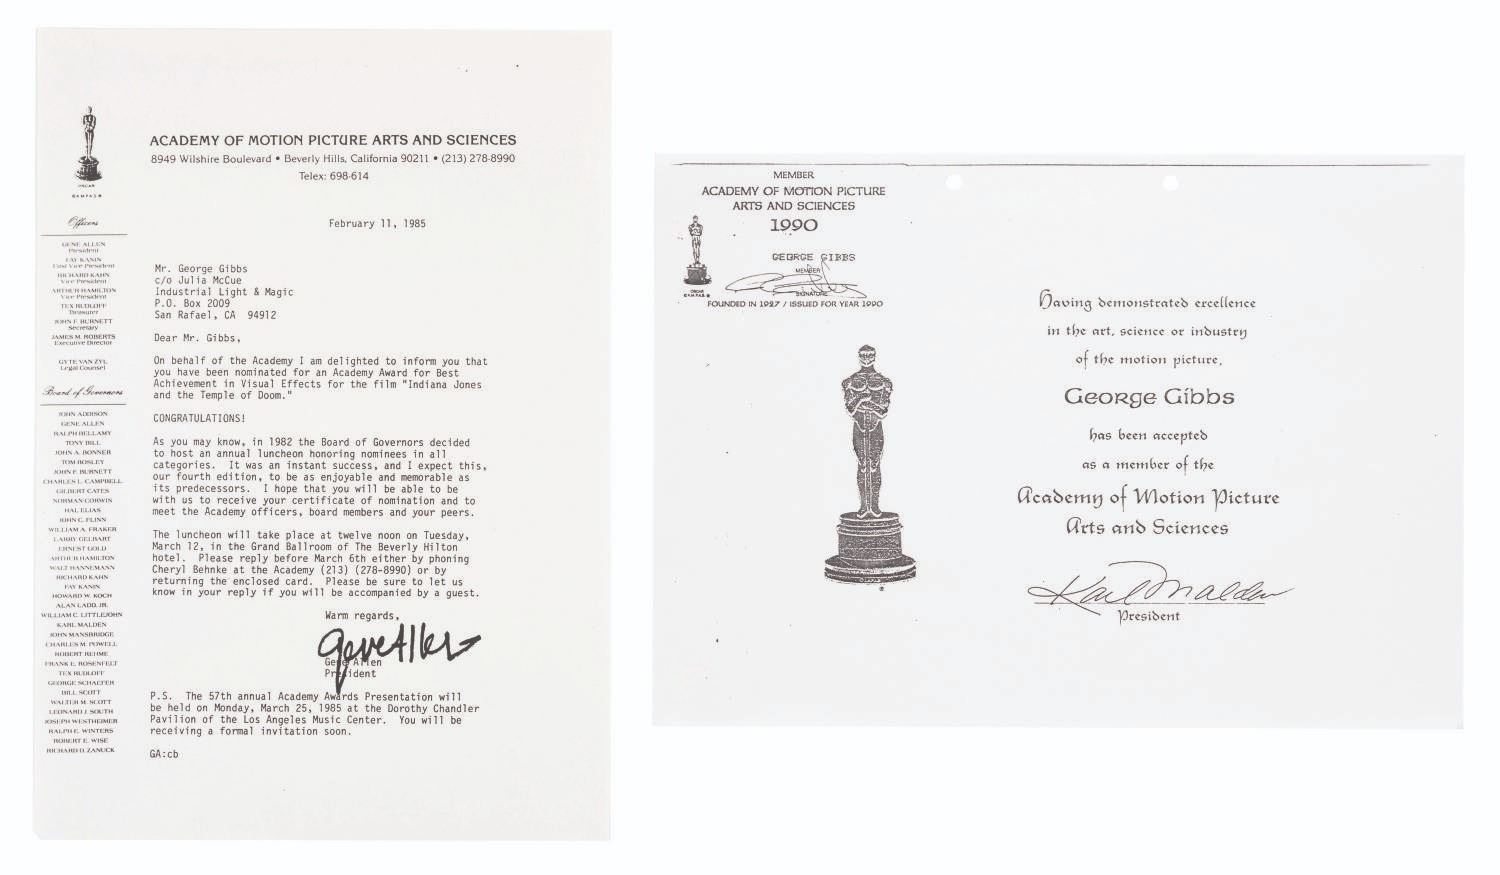 ACADEMY OF MOTION PICTURE ARTS AND SCIENCES
8949 Wilshire Boulevard • Beverly Hills, California 90211 • (213) 278-8990
Telex: 698-614
OSCAR
©A.M.P.A.S.®
Officers
GENE ALLEN
President
FAY KANIN
First Vice President
RICHARD KAHN
Vice President
ARTHUR HAMILTON
Vice President
TEX RUDLOFF
Treasurer
JOHN F. BURNETT
Secretary
JAMES M. ROBERTS
Executive Director
GYTE VAN ZYL
Legal Counsel
Board of Governors
JOHN ADDISON
GENE ALLEN
RALPH BELLAMY
TONY BILL
JOHN A. BONNER
TOM BOSLEY
JOHN F. BURNETT
CHARLES L. CAMPBELL
GILBERT CATES
NORMAN CORWIN
HAL ELIAS
JOHN C. FLINN
WILLIAM A. FRAKER
LARRY GELBART
ERNEST GOLD
ARTHUR HAMILTON
WALT HANNEMANN
RICHARD KAHN
FAY KANIN
HOWARD W. KOCH
ALAN LADD, JR.
WILLIAM C. LITTLEJOHN
KARL MALDEN
JOHN MANSBRIDGE
CHARLES M. POWELL
ROBERT REHME
FRANK E. ROSENFELT
TEX RUDLOFF
GEORGE SCHAEFER
BILL SCOTT
WALTER M. SCOTT
LEONARD J. SOUTH
JOSEPH WESTHEIMER
RALPH E. WINTERS
ROBERT E. WISE
RICHARD D. ZANUCK
February 11, 1985
Mr. George Gibbs
c/o Julia McCue
Industrial Light & Magic
P.O. Box 2009
San Rafael, CA 94912
Dear Mr. Gibbs,
On behalf of the Academy I am delighted to inform you that
you have been nominated for an Academy Award for Best
Achievement in Visual Effects for the film "Indiana Jones
and the Temple of Doom."
CONGRATULATIONS!
As you may know, in 1982 the Board of Governors decided
to host an annual luncheon honoring nominees in all
categories. It was an instant success, and I expect this,
our fourth edition, to be as enjoyable and memorable as
its predecessors. I hope that you will be able to be
with us to receive your certificate of nomination and to
meet the Academy officers, board members and your peers.
The luncheon will take place at twelve noon on Tuesday,
March 12, in the Grand Ballroom of The Beverly Hilton
hotel. Please reply before March 6th either by phoning
Cheryl Behnke at the Academy (213) (278-8990) or by
returning the enclosed card. Please be sure to let us
know in your reply if you will be accompanied by a guest.
Warm regards,
Gene Allen
Gene Allen
President
P.S. The 57th annual Academy Awards Presentation will
be held on Monday, March 25, 1985 at the Dorothy Chandler
Pavilion of the Los Angeles Music Center. You will be
receiving a formal invitation soon.
GA:cb
MEMBER
ACADEMY OF MOTION PICTURE
ARTS AND SCIENCES
1990
GEORGE GIBBS
MEMBER
SIGNATURE
OSCAR
©A.M.P.A.S.®
FOUNDED IN 1927 / ISSUED FOR YEAR 1990
Having demonstrated excellence
in the art, science or industry
of the motion picture,
George Gibbs
has been accepted
as a member of the
Academy of Motion Picture
Arts and Sciences
Karl Malden
President
®